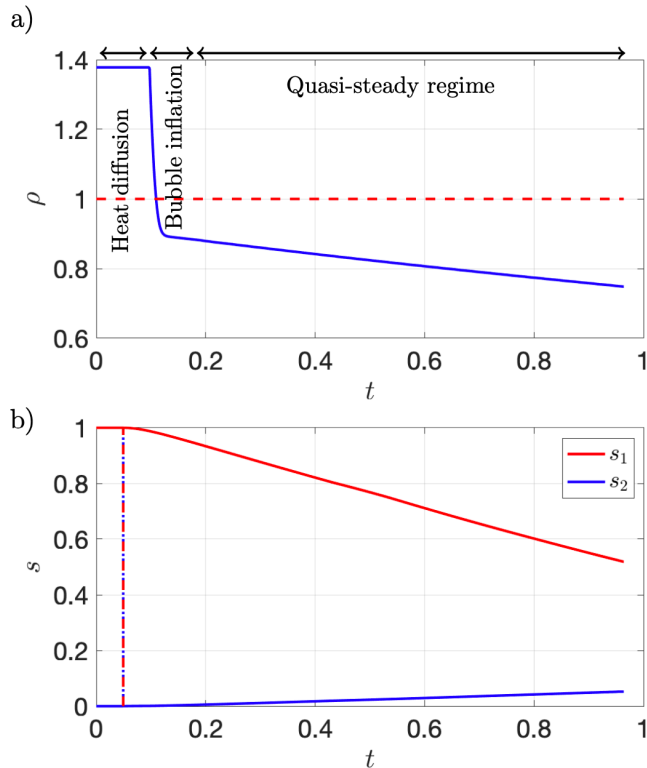 a)
1.4
1.2
1
0.8
0.6
ρ
Heat diffusion
Bubble inflation
Quasi-steady regime
0
0.2
0.4
0.6
0.8
1
t
b)
1
0.8
0.6
0.4
0.2
0
s
s₁
s₂
0
0.2
0.4
0.6
0.8
1
t